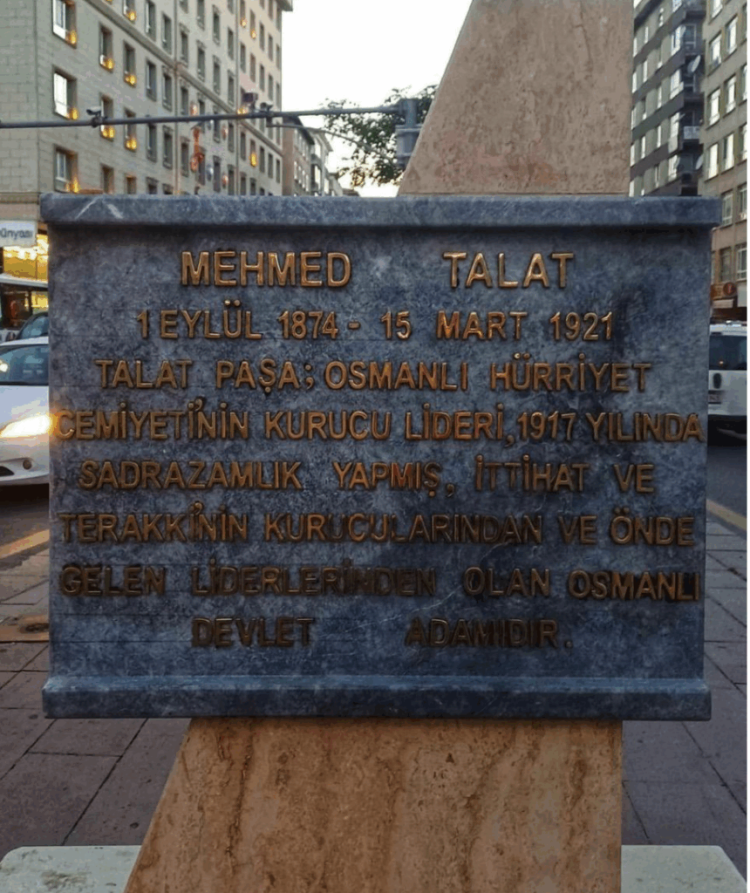 MEHMED TALAT
1 EYLÜL 1874 - 15 MART 1921
TALAT PAŞA; OSMANLI HÜRRİYET
CEMİYETİ'NİN KURUCU LİDERİ, 1917 YILINDA
SADRAZAMLIK YAPMIŞ, İTTİHAT VE
TERAKKİ'NİN KURUCULARINDAN VE ÖNDE
GELEN LİDERLERİNDEN OLAN OSMANLI
DEVLET ADAMIDIR.